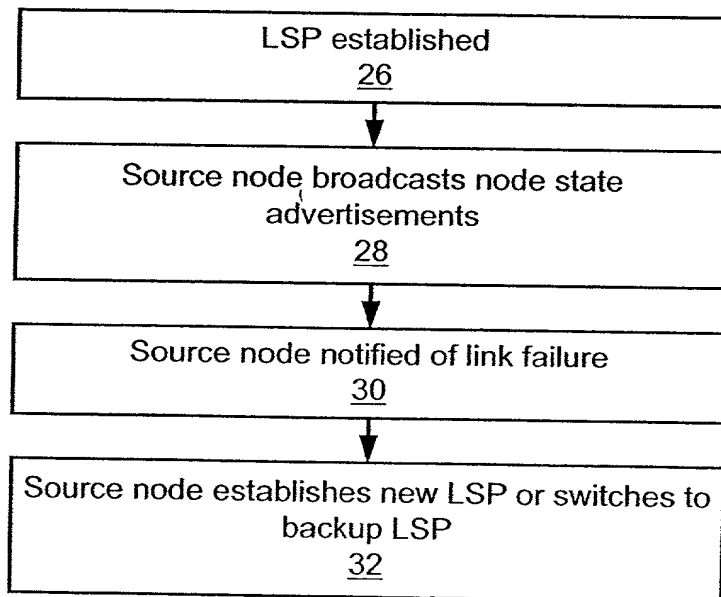 LSP established
26
Source node broadcasts node state
advertisements
28
Source node notified of link failure
30
Source node establishes new LSP or switches to
backup LSP
32